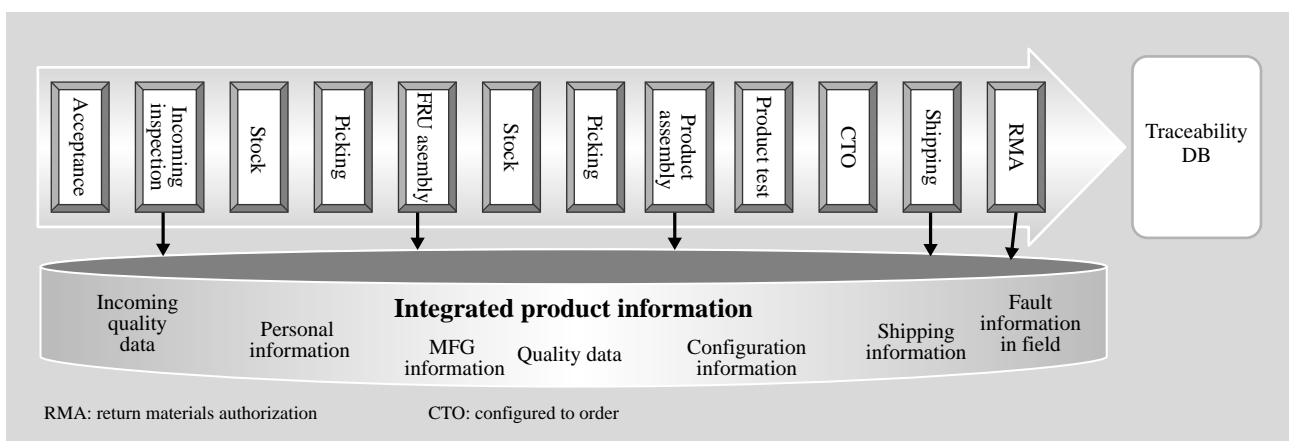 Acceptance
Incoming
inspection
Stock
Picking
FRU asembly
Stock
Picking
Product
assembly
Product test
CTO
Shipping
RMA
Traceability
DB
Integrated product information
Incoming
quality
data
Personal
information
MFG
information
Quality data
Configuration
information
Shipping
information
Fault
information
in field
RMA: return materials authorization
CTO: configured to order